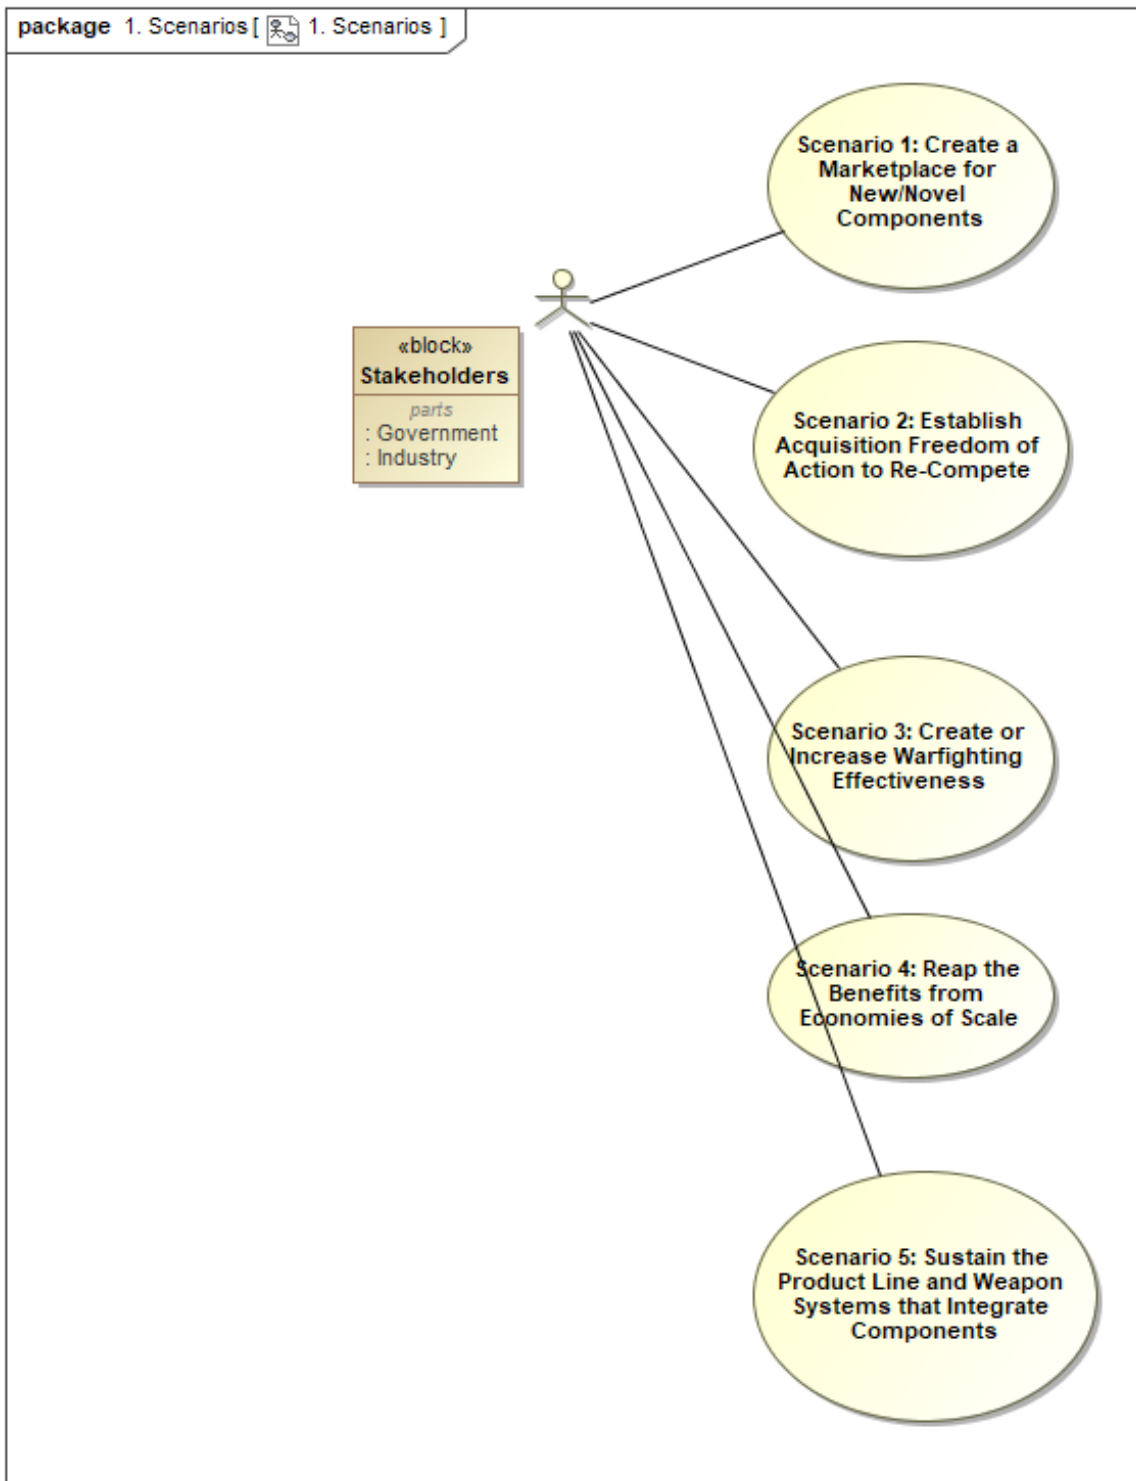 package 1. Scenarios [ 1. Scenarios ]
Scenario 1: Create a
Marketplace for
New/Novel
Components
«block»
Stakeholders
parts
: Government
: Industry
Scenario 2: Establish
Acquisition Freedom of
Action to Re-Compete
Scenario 3: Create or
Increase Warfighting
Effectiveness
Scenario 4: Reap the
Benefits from
Economies of Scale
Scenario 5: Sustain the
Product Line and Weapon
Systems that Integrate
Components